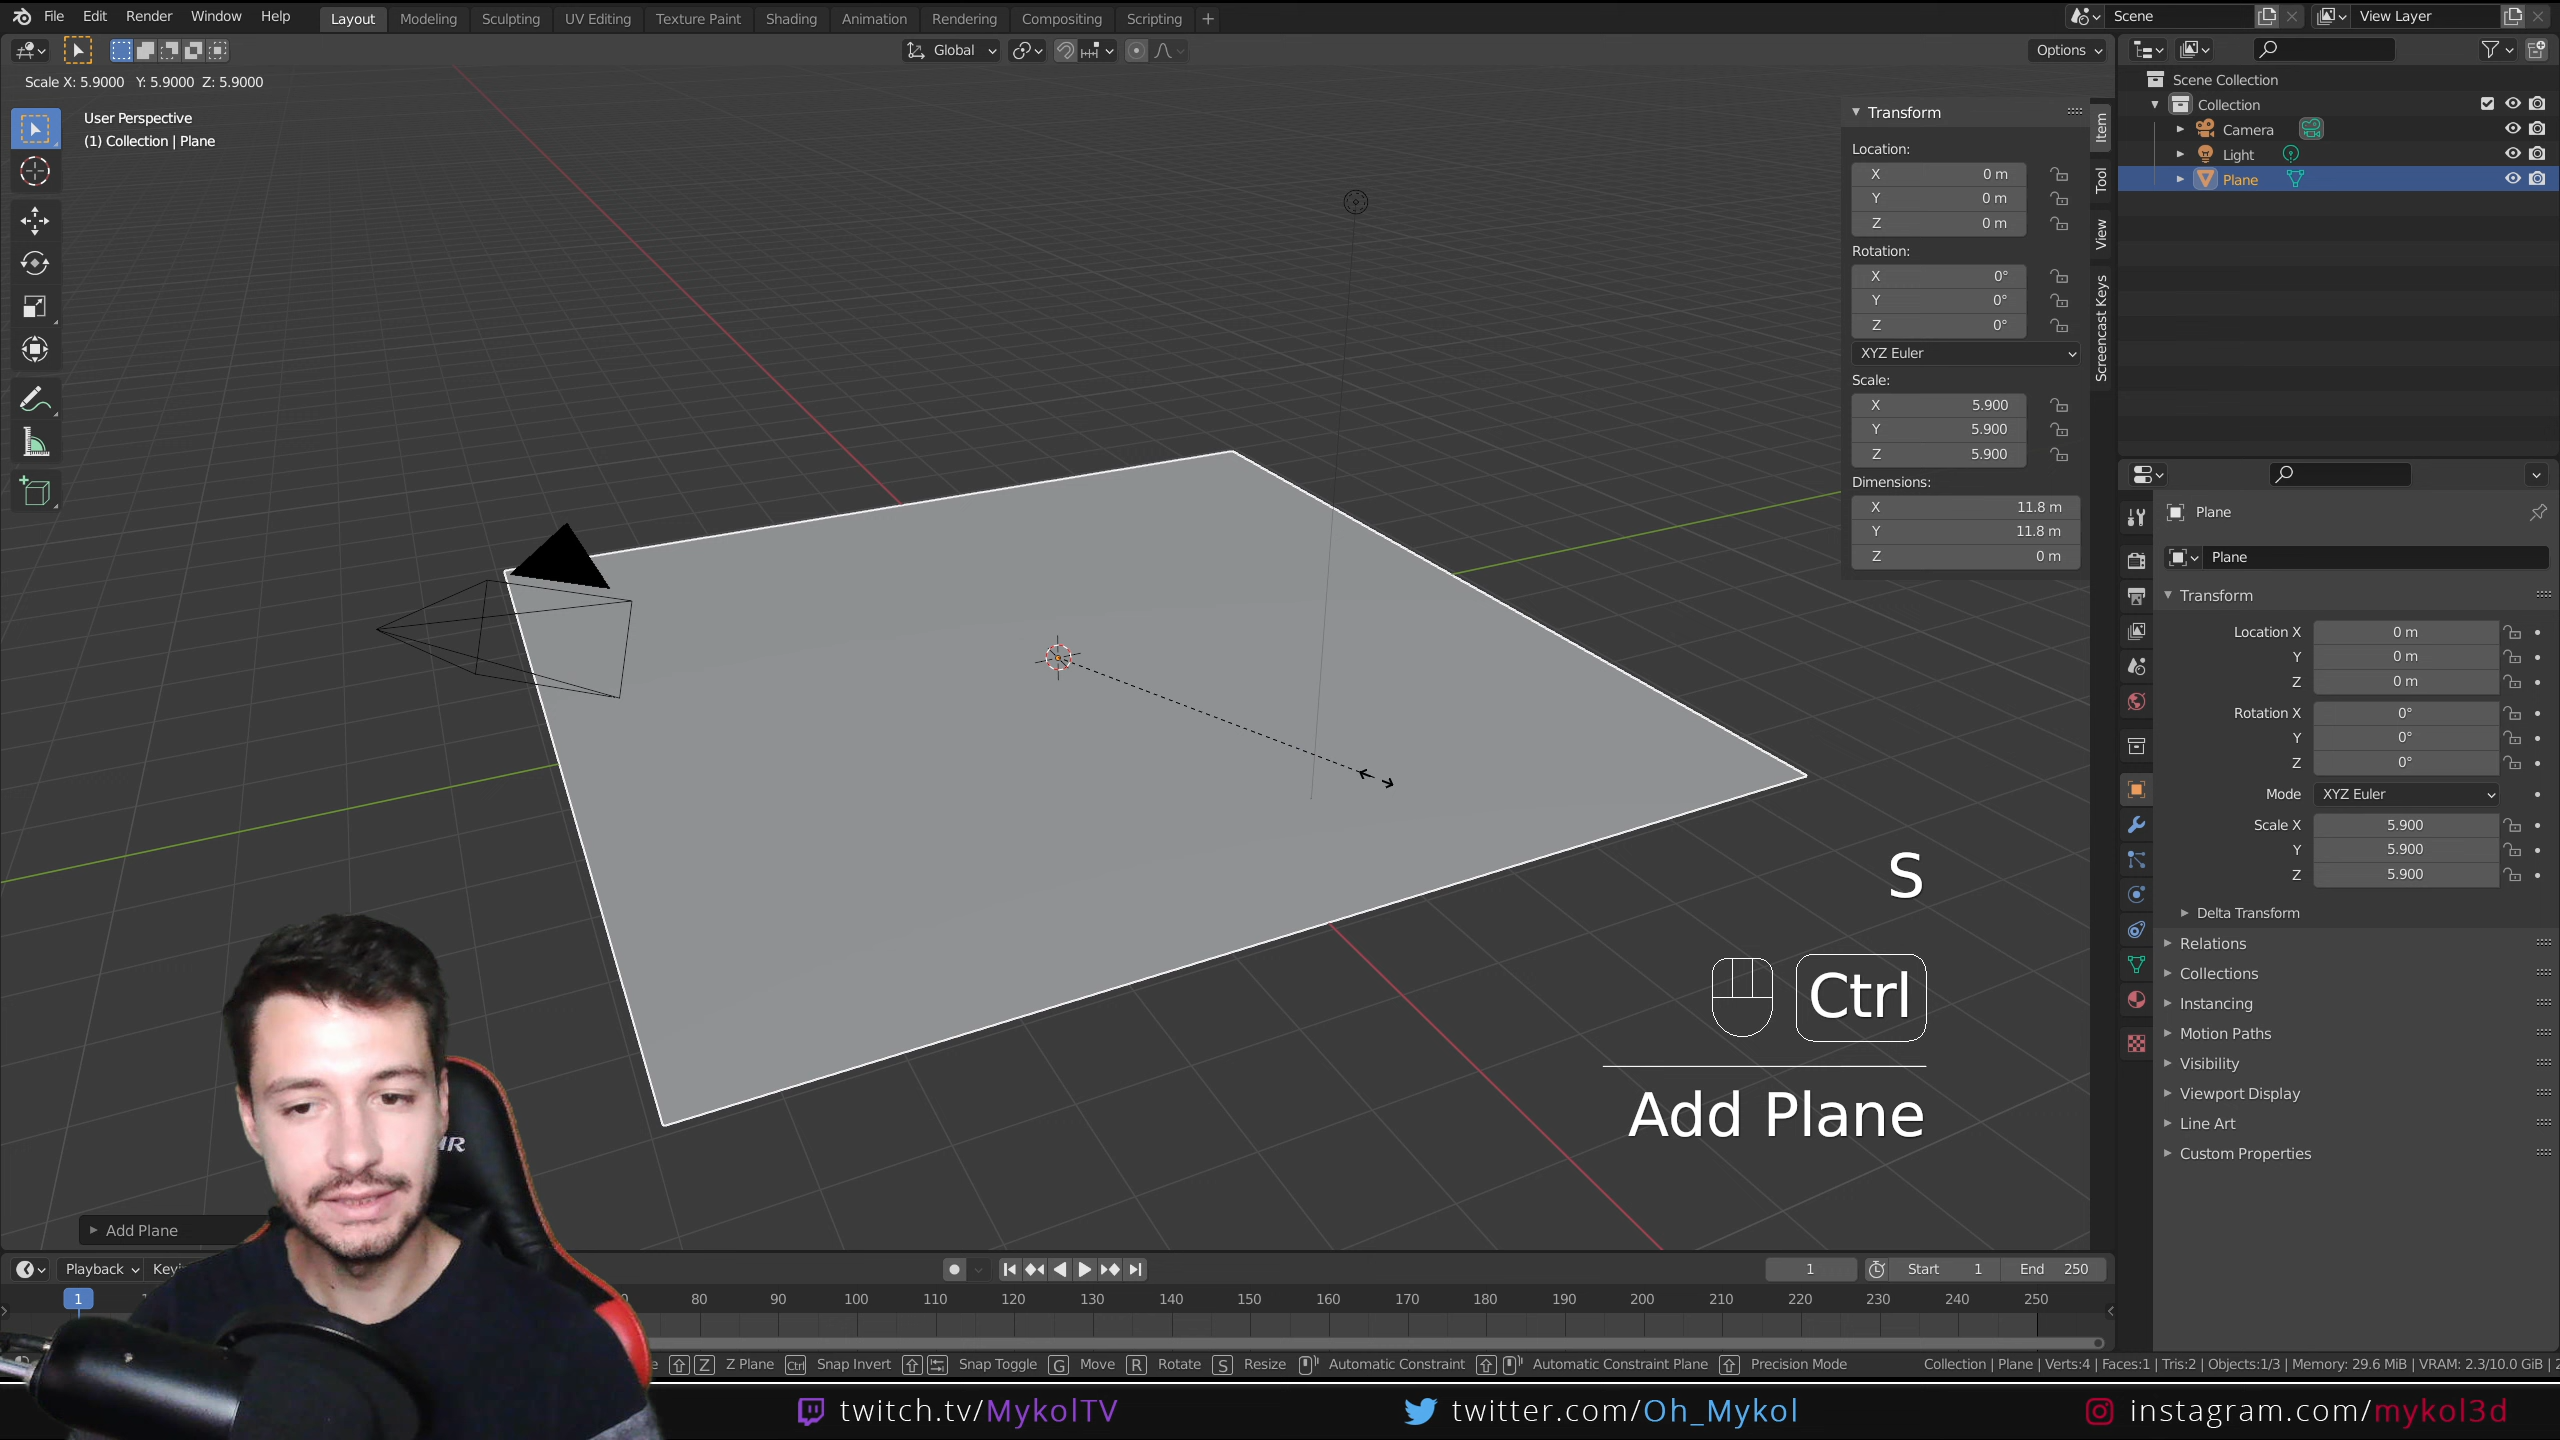 File Edit Render Window Help Layout Modeling Sculpting UV Editing Texture Paint Shading Animation Rendering Compositing Scripting + Scene View Layer
Global Options
Scale X: 5.9000 Y: 5.9000 Z: 5.9000
User Perspective
(1) Collection | Plane
Transform
Location:
X 0 m
Y 0 m
Z 0 m
Rotation:
X 0°
Y 0°
Z 0°
XYZ Euler
Scale:
X 5.900
Y 5.900
Z 5.900
Dimensions:
X 11.8 m
Y 11.8 m
Z 0 m
Item
Tool
View
Screencast Keys
Scene Collection
Collection
Camera
Light
Plane
Plane
Plane
Transform
Location X 0 m
Y 0 m
Z 0 m
Rotation X 0°
Y 0°
Z 0°
Mode XYZ Euler
Scale X 5.900
Y 5.900
Z 5.900
Delta Transform
Relations
Collections
Instancing
Motion Paths
Visibility
Viewport Display
Line Art
Custom Properties
S
Ctrl
Add Plane
Add Plane
Playback
1 Start 1 End 250
1 80 90 100 110 120 130 140 150 160 170 180 190 200 210 220 230 240 250
Z Z Plane Ctrl Snap Invert Snap Toggle G Move R Rotate S Resize Automatic Constraint Automatic Constraint Plane Precision Mode Collection | Plane | Verts:4 | Faces:1 | Tris:2 | Objects:1/3 | Memory: 29.6 MiB | VRAM: 2.3/10.0 GiB |
twitch.tv/MykolTV twitter.com/Oh_Mykol instagram.com/mykol3d